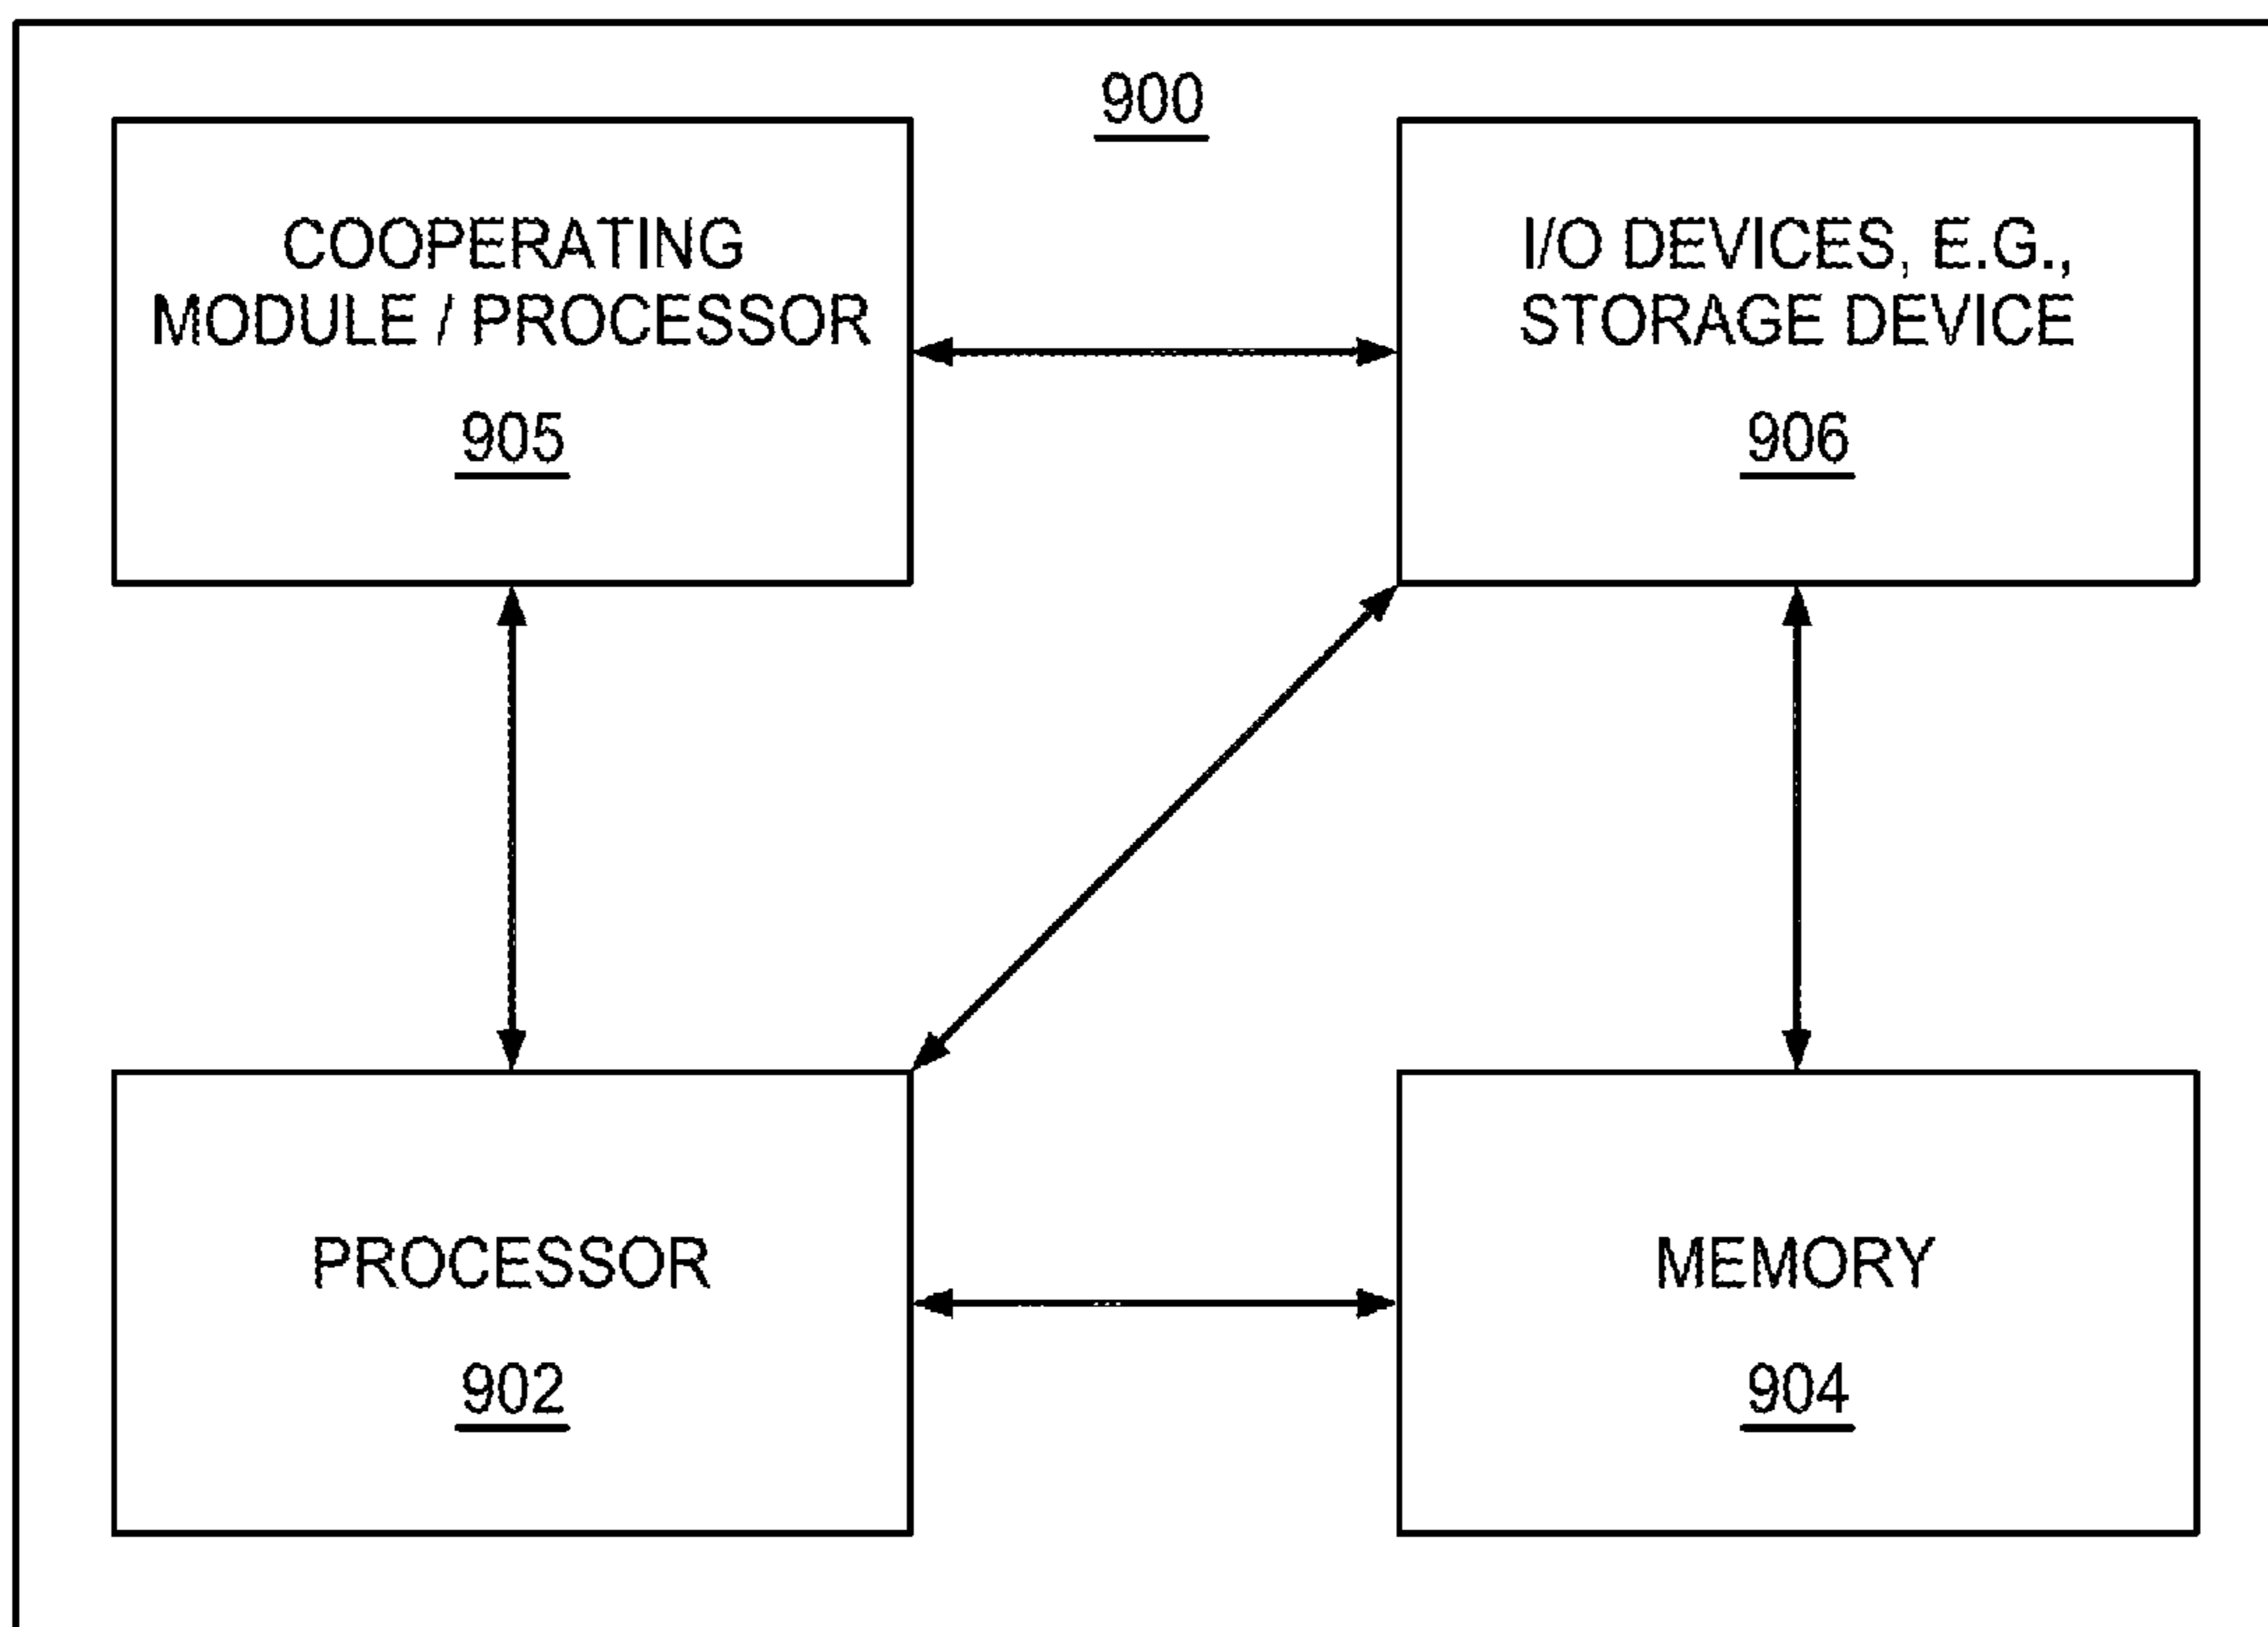 900
COOPERATING
MODULE / PROCESSOR
905
I/O DEVICES, E.G.,
STORAGE DEVICE
906
PROCESSOR
902
MEMORY
904